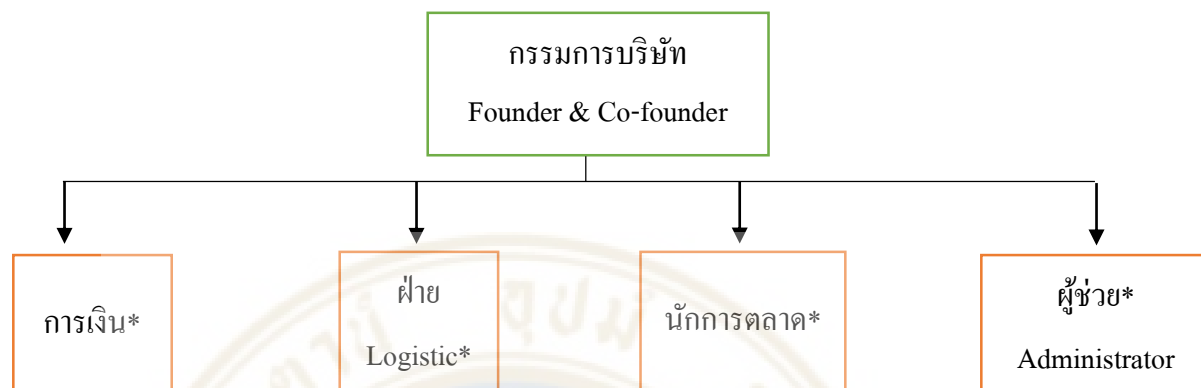 กรรมการบริษัท
Founder & Co-founder
การเงิน*
ฝ่าย
Logistic*
นักการตลาด*
ผู้ช่วย*
Administrator